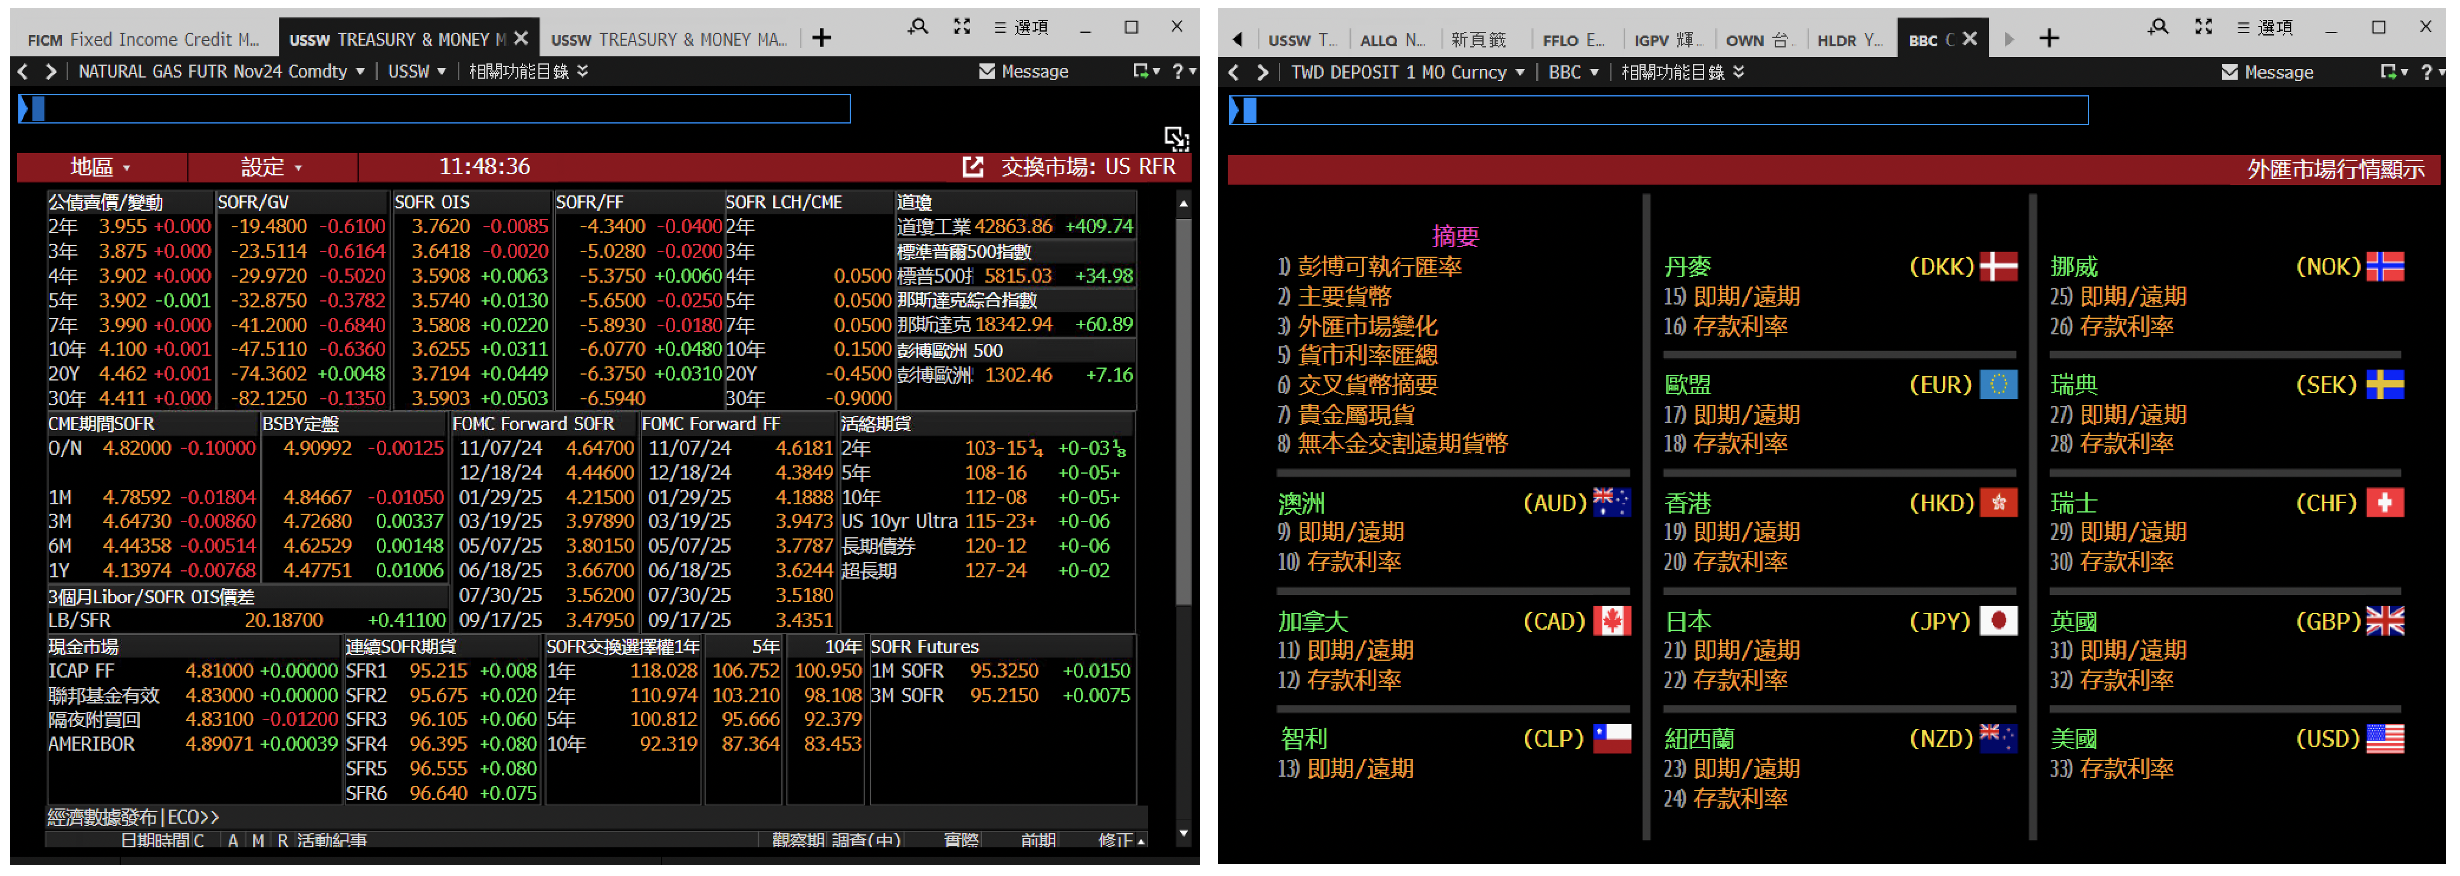 FICM Fixed Income Credit M... USSW TREASURY & MONEY M USSW TREASURY & MONEY MA... 選項
NATURAL GAS FUTR Nov24 Comdty USSW 相關功能目錄 Message ?
地區 設定 11:48:36 交換市場: US RFR
公債賣價/變動 SOFR/GV SOFR OIS SOFR/FF SOFR LCH/CME 道瓊
2年 3.955 +0.000 -19.4800 -0.6100 3.7620 -0.0085 -4.3400 -0.0400 2年 道瓊工業 42863.86 +409.74
3年 3.875 +0.000 -23.5114 -0.6164 3.6418 -0.0020 -5.0280 -0.0200 3年 標準普爾500指數
4年 3.902 +0.000 -29.9720 -0.5020 3.5908 +0.0063 -5.3750 +0.0060 4年 0.0500 標普500 5815.03 +34.98
5年 3.902 -0.001 -32.8750 -0.3782 3.5740 +0.0130 -5.6500 -0.0250 5年 0.0500 那斯達克綜合指數
7年 3.990 +0.000 -41.2000 -0.6840 3.5808 +0.0220 -5.8930 -0.0180 7年 0.0500 那斯達克 18342.94 +60.89
10年 4.100 +0.001 -47.5110 -0.6360 3.6255 +0.0311 -6.0770 +0.0480 10年 0.1500 彭博歐洲 500
20Y 4.462 +0.001 -74.3602 +0.0048 3.7194 +0.0449 -6.3750 +0.0310 20Y -0.4500 彭博歐洲 1302.46 +7.16
30年 4.411 +0.000 -82.1250 -0.1350 3.5903 +0.0503 -6.5940 30年 -0.9000
CME期間SOFR BSBY定盤 FOMC Forward SOFR FOMC Forward FF 活絡期貨
O/N 4.82000 -0.10000 4.90992 -0.00125 11/07/24 4.64700 11/07/24 4.6181 2年 103-15¼ +0-03⅛
12/18/24 4.44600 12/18/24 4.3849 5年 108-16 +0-05+
1M 4.78592 -0.01804 4.84667 -0.01050 01/29/25 4.21500 01/29/25 4.1888 10年 112-08 +0-05+
3M 4.64730 -0.00860 4.72680 0.00337 03/19/25 3.97890 03/19/25 3.9473 US 10yr Ultra 115-23+ +0-06
6M 4.44358 -0.00514 4.62529 0.00148 05/07/25 3.80150 05/07/25 3.7787 長期債券 120-12 +0-06
1Y 4.13974 -0.00768 4.47751 0.01006 06/18/25 3.66700 06/18/25 3.6244 超長期 127-24 +0-02
3個月Libor/SOFR OIS價差 07/30/25 3.56200 07/30/25 3.5180
LB/SFR 20.18700 +0.41100 09/17/25 3.47950 09/17/25 3.4351
現金市場 連續SOFR期貨 SOFR交換選擇權1年 5年 10年 SOFR Futures
ICAP FF 4.81000 +0.00000 SFR1 95.215 +0.008 1年 118.028 106.752 100.950 1M SOFR 95.3250 +0.0150
聯邦基金有效 4.83000 +0.00000 SFR2 95.675 +0.020 2年 110.974 103.210 98.108 3M SOFR 95.2150 +0.0075
隔夜附買回 4.83100 -0.01200 SFR3 96.105 +0.060 5年 100.812 95.666 92.379
AMERIBOR 4.89071 +0.00039 SFR4 96.395 +0.080 10年 92.319 87.364 83.453
SFR5 96.555 +0.080
SFR6 96.640 +0.075
經濟數據發布|ECO>>
日期時間 C A M R 活動紀事 觀察期 調查(中) 實際 前期 修正
USSW T... ALLQ N... 新頁籤 FFLO E... IGPV 輝... OWN 台... HLDR Y... BBC C 選項
TWD DEPOSIT 1 MO Curncy BBC 相關功能目錄 Message ?
外匯市場行情顯示
摘要
1) 彭博可執行匯率
2) 主要貨幣
3) 外匯市場變化
5) 貨市利率匯總
6) 交叉貨幣摘要
7) 貴金屬現貨
8) 無本金交割遠期貨幣
澳洲 (AUD)
9) 即期/遠期
10) 存款利率
加拿大 (CAD)
11) 即期/遠期
12) 存款利率
智利 (CLP)
13) 即期/遠期
丹麥 (DKK)
15) 即期/遠期
16) 存款利率
歐盟 (EUR)
17) 即期/遠期
18) 存款利率
香港 (HKD)
19) 即期/遠期
20) 存款利率
日本 (JPY)
21) 即期/遠期
22) 存款利率
紐西蘭 (NZD)
23) 即期/遠期
24) 存款利率
挪威 (NOK)
25) 即期/遠期
26) 存款利率
瑞典 (SEK)
27) 即期/遠期
28) 存款利率
瑞士 (CHF)
29) 即期/遠期
30) 存款利率
英國 (GBP)
31) 即期/遠期
32) 存款利率
美國 (USD)
33) 存款利率